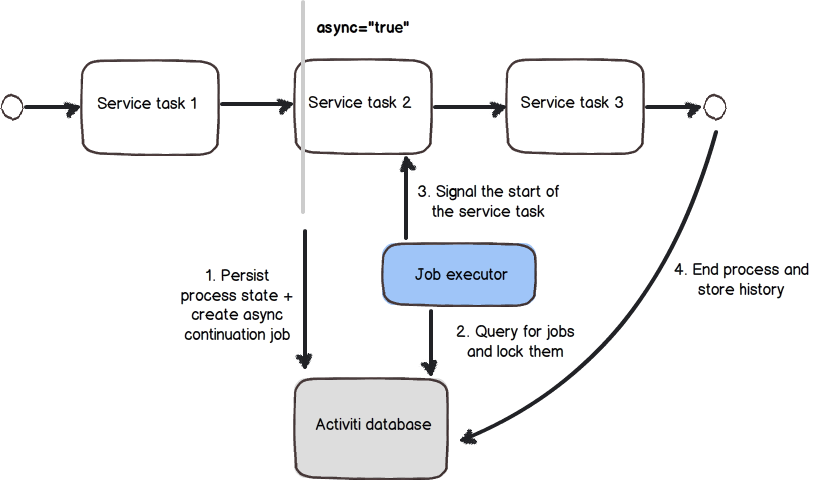 async="true"
Service task 1
Service task 2
Service task 3
3. Signal the start of
the service task
1. Persist
process state +
create async
continuation job
Job executor
4. End process and
store history
2. Query for jobs
and lock them
Activiti database